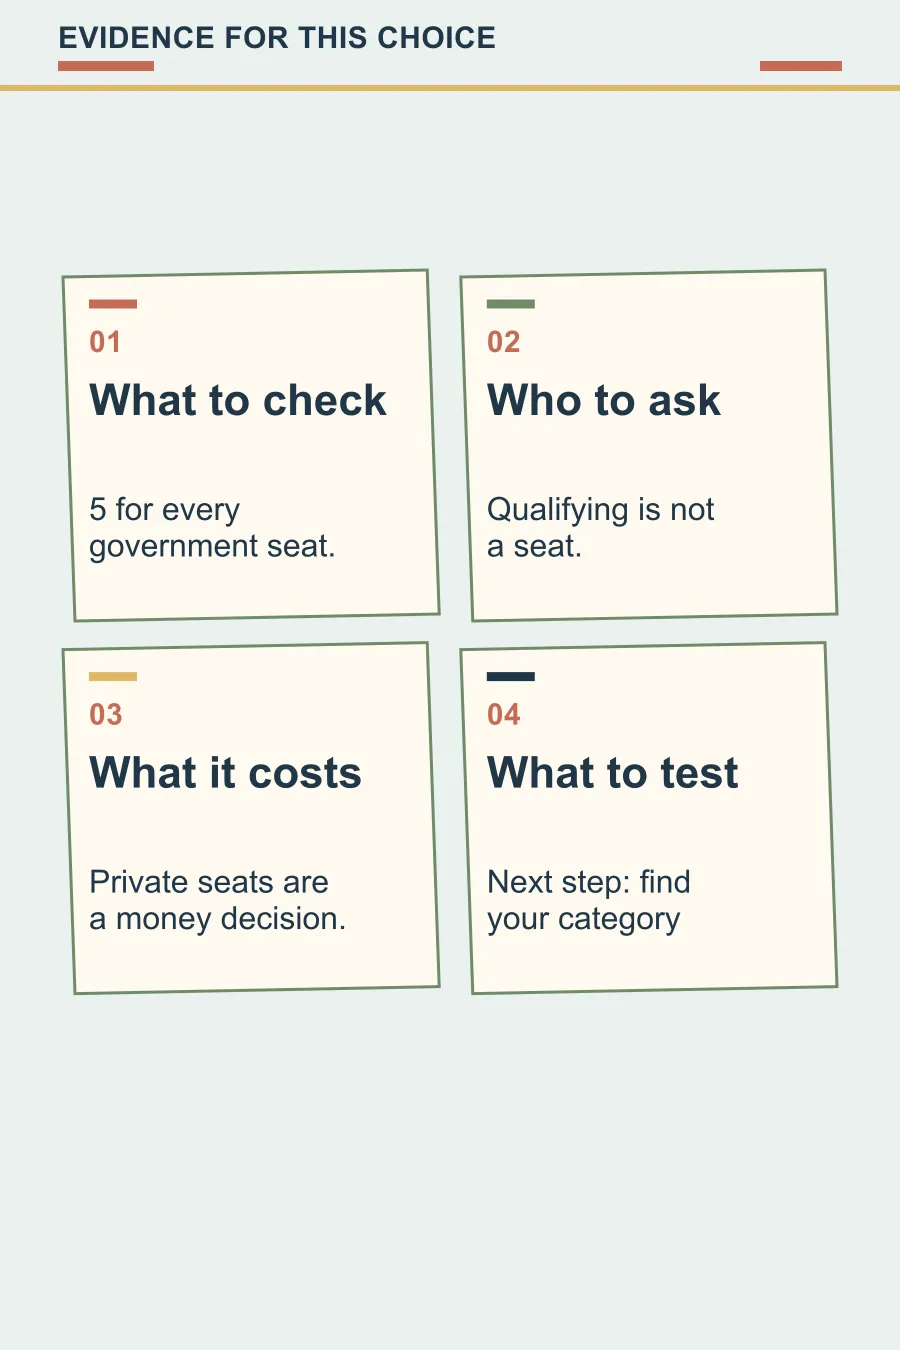 EVIDENCE FOR THIS CHOICE
01
What to check
5 for every
government seat.
02
Who to ask
Qualifying is not
a seat.
03
What it costs
Private seats are
a money decision.
04
What to test
Next step: find
your category